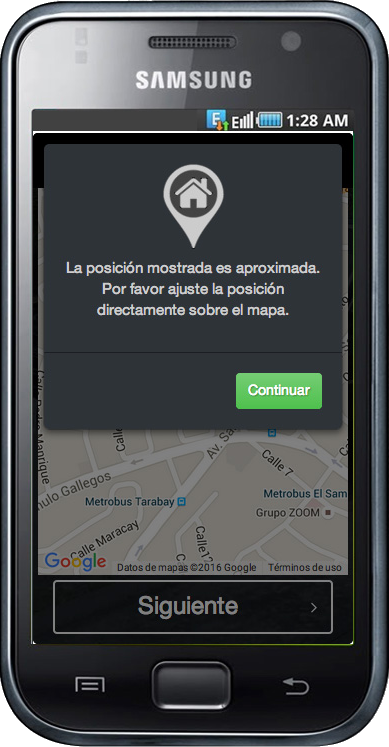 SAMSUNG
E E 1:28 AM
La posición mostrada es aproximada.
Por favor ajuste la posición
directamente sobre el mapa.
Continuar
Calle
Av. Sa
Calle 7
nulo Gallegos
Metrobus Tarabay
Metrobus El Sam
Grupo ZOOM
Calle Maracay
Calle12
Google
Datos de mapas ©2016 Google
Términos de uso
Siguiente